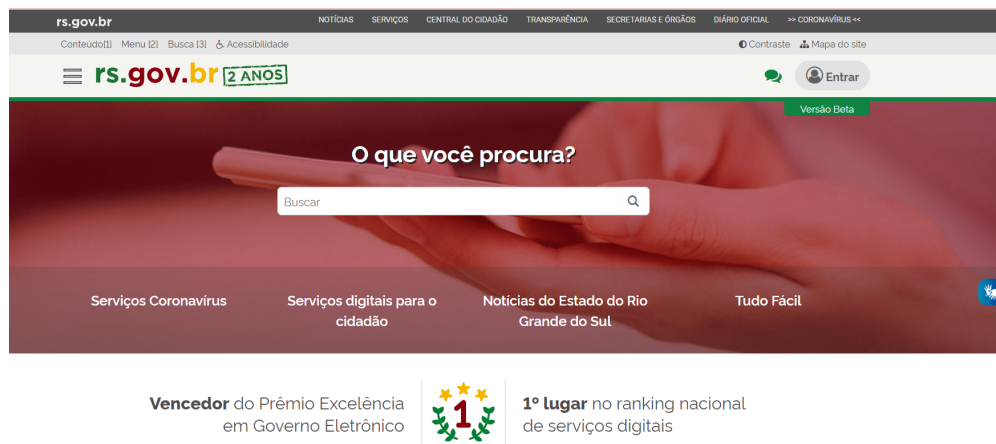 rs.gov.br NOTÍCIAS SERVIÇOS CENTRAL DO CIDADÃO TRANSPARÊNCIA SECRETARIAS E ÓRGÃOS DIÁRIO OFICIAL >> CORONAVÍRUS <<
Conteúdo[1] Menu [2] Busca [3] Acessibilidade Contraste Mapa do site
rs.gov.br 2 ANOS Entrar
Versão Beta
O que você procura?
Buscar
Serviços Coronavírus
Serviços digitais para o
cidadão
Notícias do Estado do Rio
Grande do Sul
Tudo Fácil
Vencedor do Prêmio Excelência
em Governo Eletrônico
1
1º lugar no ranking nacional
de serviços digitais